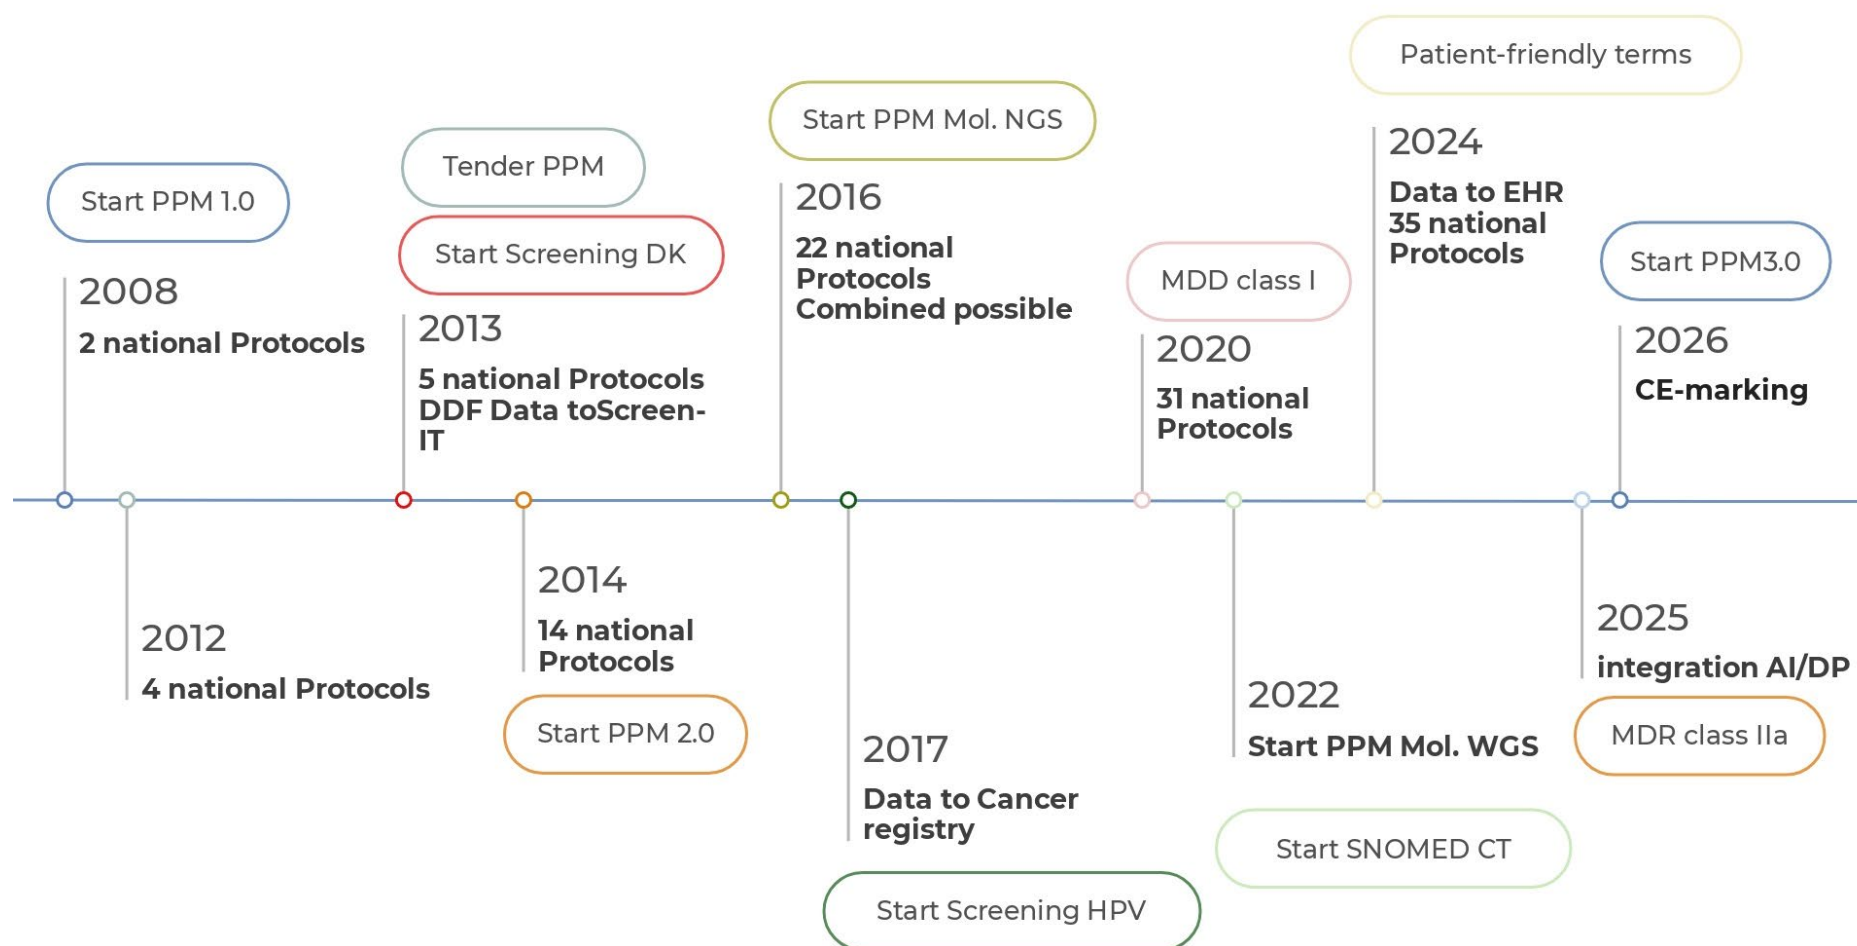 Start PPM 1.0
2008
2 national Protocols
2012
4 national Protocols
Tender PPM
Start Screening DK
2013
5 national Protocols
DDF Data toScreen-
IT
2014
14 national
Protocols
Start PPM 2.0
Start PPM Mol. NGS
2016
22 national
Protocols
Combined possible
2017
Data to Cancer
registry
Start Screening HPV
MDD class I
2020
31 national
Protocols
2022
Start PPM Mol. WGS
Start SNOMED CT
Patient-friendly terms
2024
Data to EHR
35 national
Protocols
2025
integration AI/DP
MDR class IIa
Start PPM3.0
2026
CE-marking